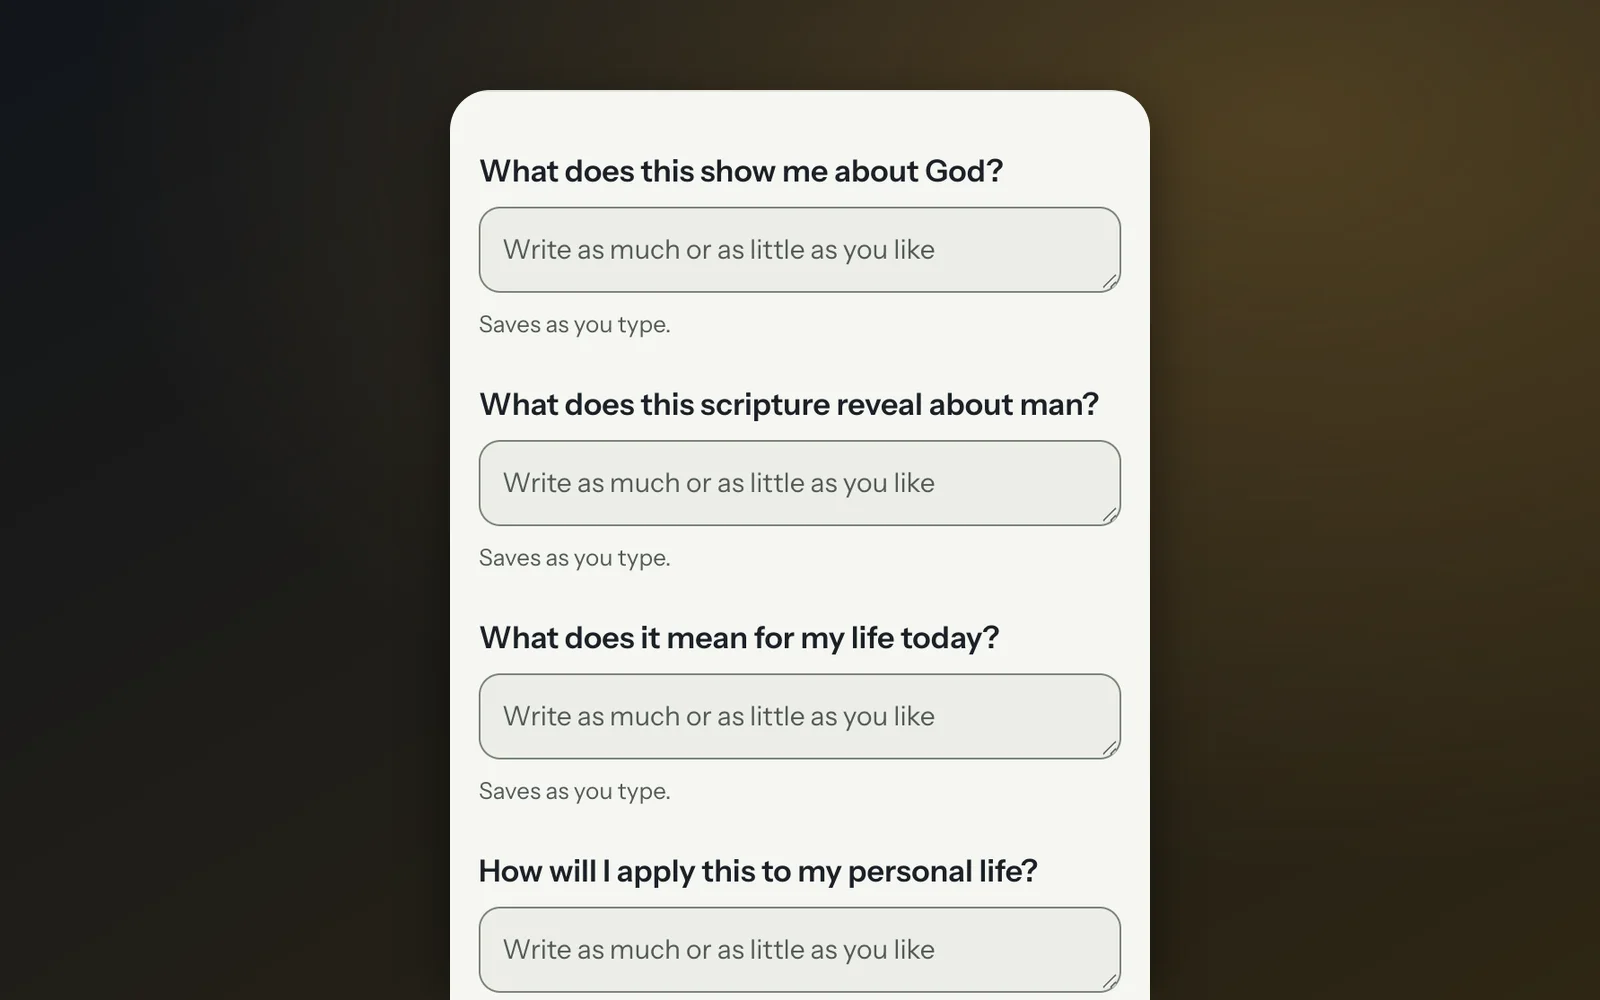 What does this show me about God?
Write as much or as little as you like
Saves as you type.
What does this scripture reveal about man?
Write as much or as little as you like
Saves as you type.
What does it mean for my life today?
Write as much or as little as you like
Saves as you type.
How will I apply this to my personal life?
Write as much or as little as you like